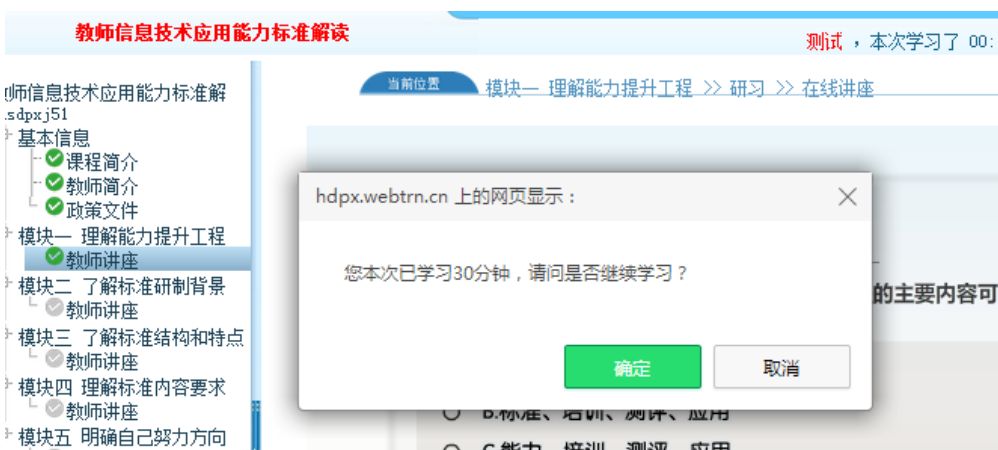 教师信息技术应用能力标准解读
测试 ，本次学习了 00:
师信息技术应用能力标准解
.sdpxj51
基本信息
课程简介
教师简介
政策文件
模块一 理解能力提升工程
教师讲座
模块二 了解标准研制背景
教师讲座
模块三 了解标准结构和特点
教师讲座
模块四 理解标准内容要求
教师讲座
模块五 明确自己努力方向
当前位置
模块一 理解能力提升工程 >> 研习 >> 在线讲座
hdpx.webtrn.cn 上的网页显示：
您本次已学习30分钟，请问是否继续学习？
确定
取消
的主要内容可
B.标准、培训、测评、应用
C.能力、培训、测评、应用